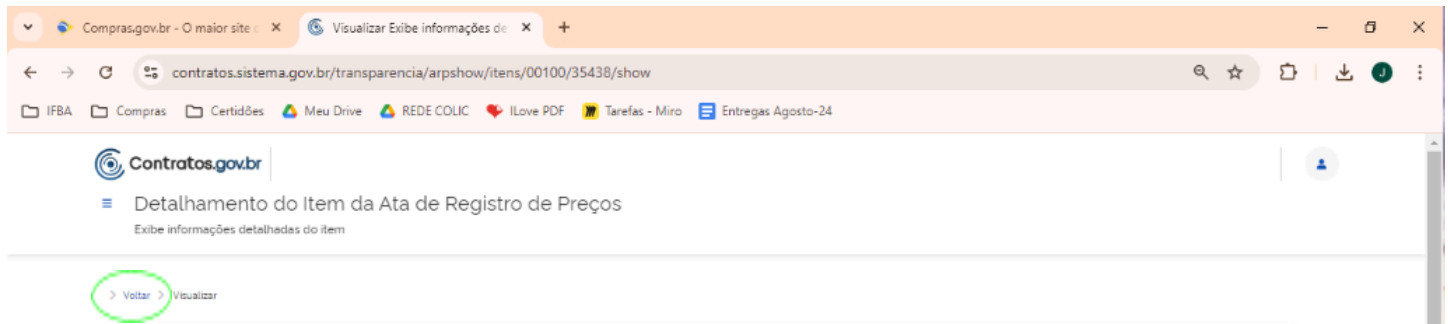 Compras.gov.br - O maior site c
Visualizar Exibe informações de
contratos.sistema.gov.br/transparencia/arpshow/itens/00100/35438/show
J
IFBA Compras Certidões Meu Drive REDE COLIC ILove PDF Tarefas - Miro Entregas Agosto-24
Contratos.gov.br
Detalhamento do Item da Ata de Registro de Preços
Exibe informações detalhadas do item
> Voltar > Visualizar